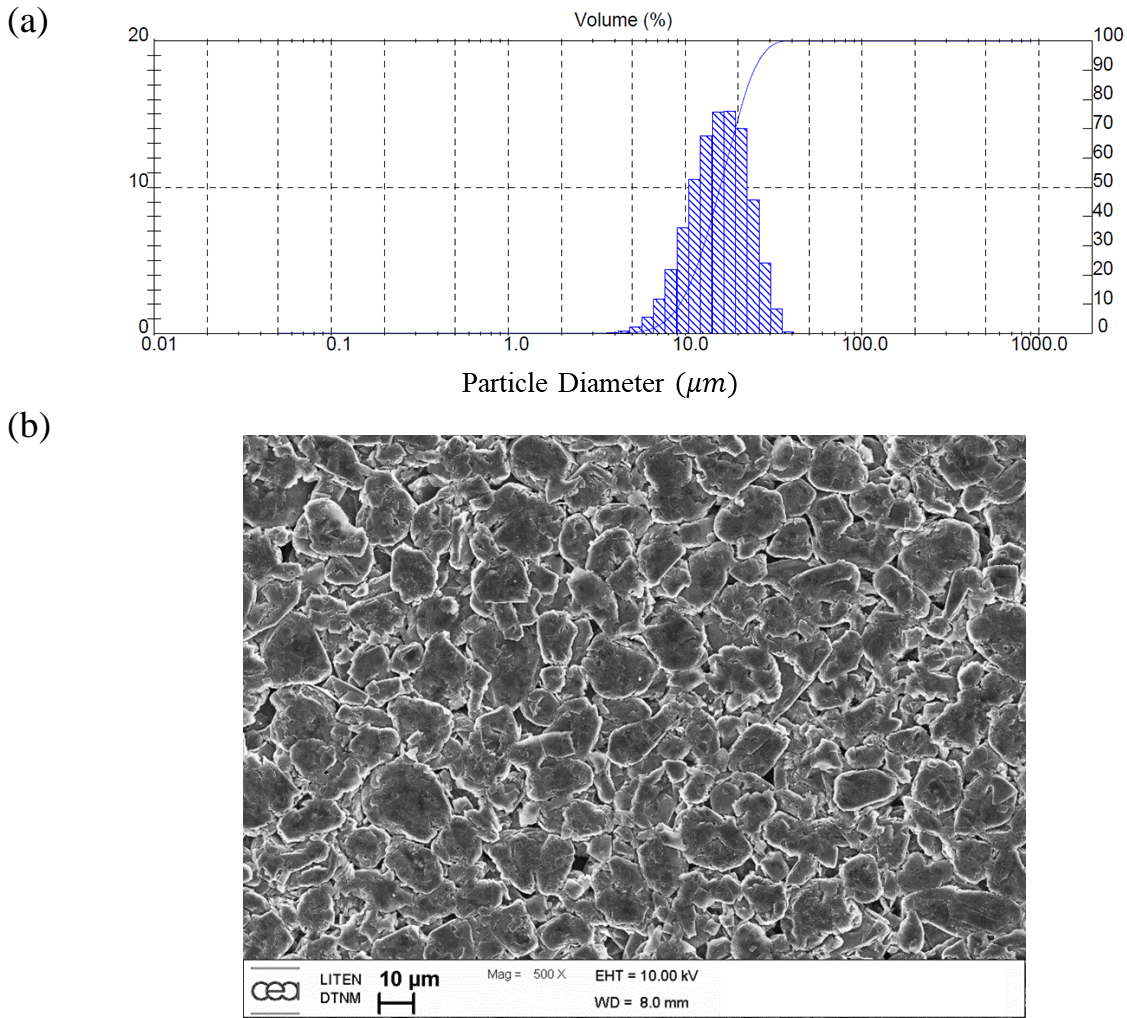 (a)
Volume (%)
20
10
0
100
90
80
70
60
50
40
30
20
10
0
0.01 0.1 1.0 10.0 100.0 1000.0
Particle Diameter (μm)
(b)
cea
LITEN
DTNM
10 μm
Mag = 500 X
EHT = 10.00 kV
WD = 8.0 mm